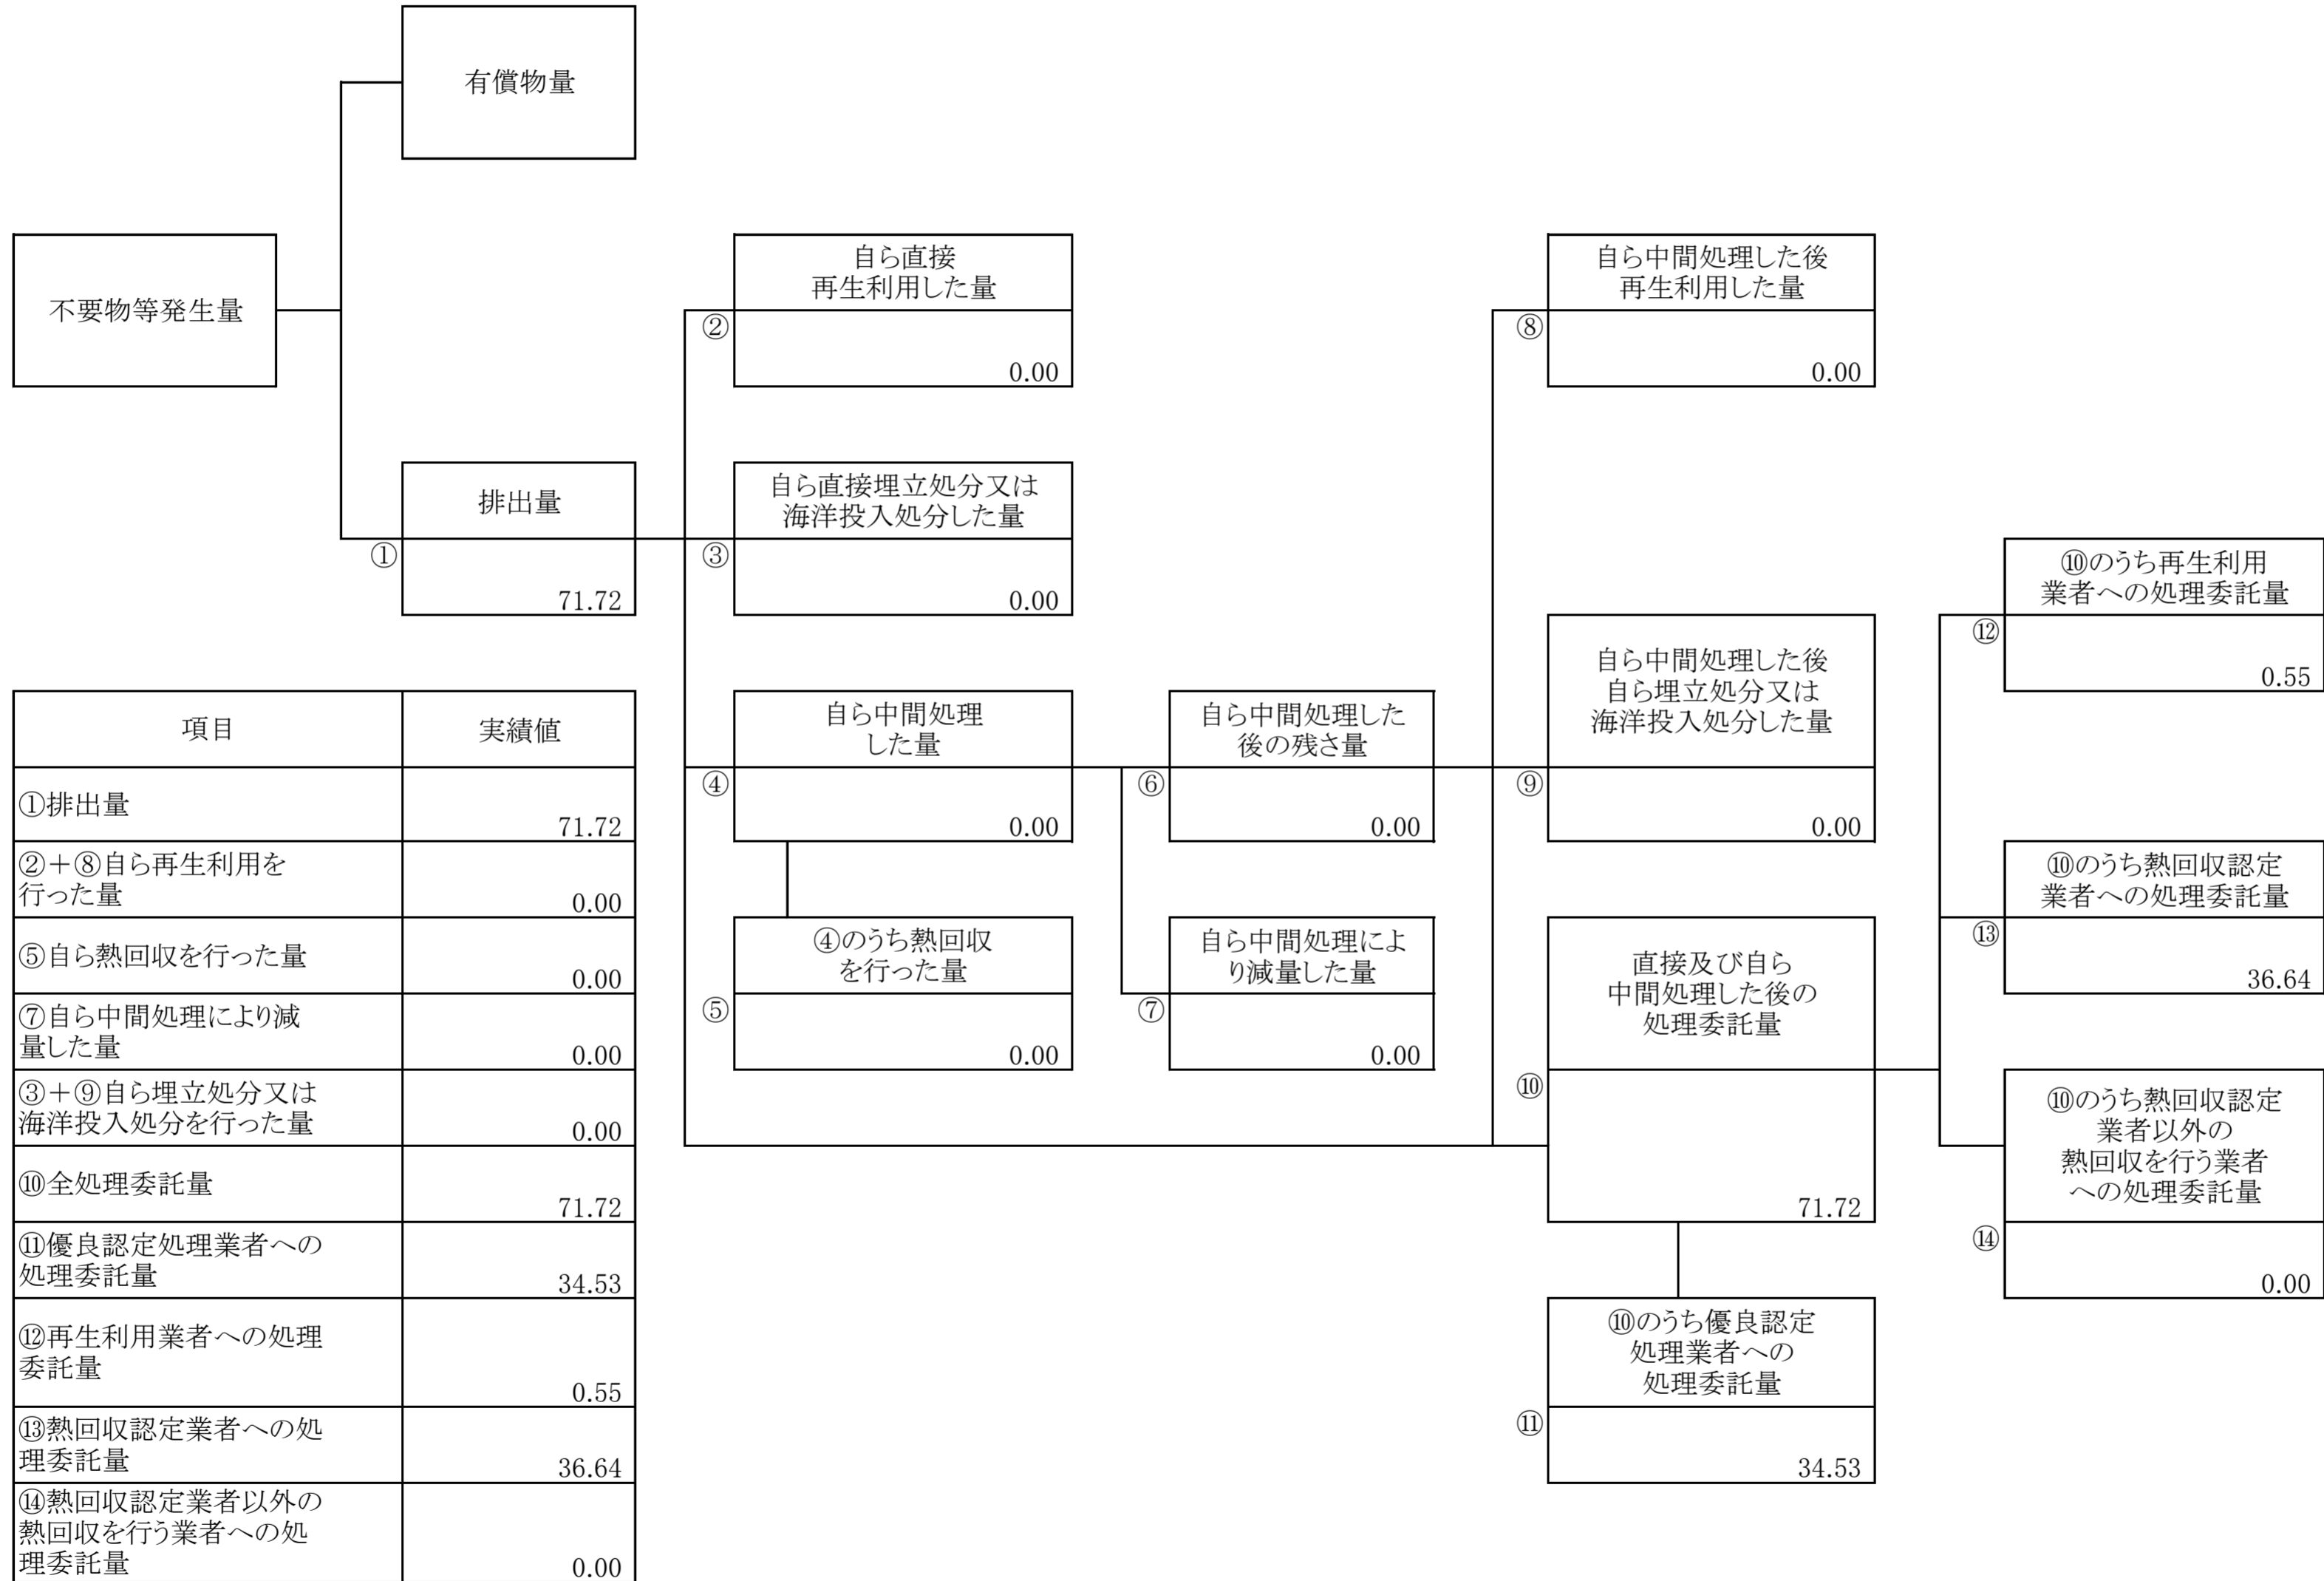 有償物量
不要物等発生量
自ら直接
再生利用した量
②
0.00
自ら中間処理した後
再生利用した量
⑧
0.00
排出量
①
71.72
自ら直接埋立処分又は
海洋投入処分した量
③
0.00
⑩のうち再生利用
業者への処理委託量
⑫
0.55
自ら中間処理
した量
④
0.00
自ら中間処理した
後の残さ量
⑥
0.00
自ら中間処理した後
自ら埋立処分又は
海洋投入処分した量
⑨
0.00
⑩のうち熱回収認定
業者への処理委託量
⑬
36.64
④のうち熱回収
を行った量
⑤
0.00
自ら中間処理によ
り減量した量
⑦
0.00
直接及び自ら
中間処理した後の
処理委託量
⑩
71.72
⑩のうち熱回収認定
業者以外の
熱回収を行う業者
への処理委託量
⑭
0.00
⑩のうち優良認定
処理業者への
処理委託量
⑪
34.53
項目
実績値
①排出量
71.72
②＋⑧自ら再生利用を
行った量
0.00
⑤自ら熱回収を行った量
0.00
⑦自ら中間処理により減
量した量
0.00
③＋⑨自ら埋立処分又は
海洋投入処分を行った量
0.00
⑩全処理委託量
71.72
⑪優良認定処理業者への
処理委託量
34.53
⑫再生利用業者への処理
委託量
0.55
⑬熱回収認定業者への処
理委託量
36.64
⑭熱回収認定業者以外の
熱回収を行う業者への処
理委託量
0.00